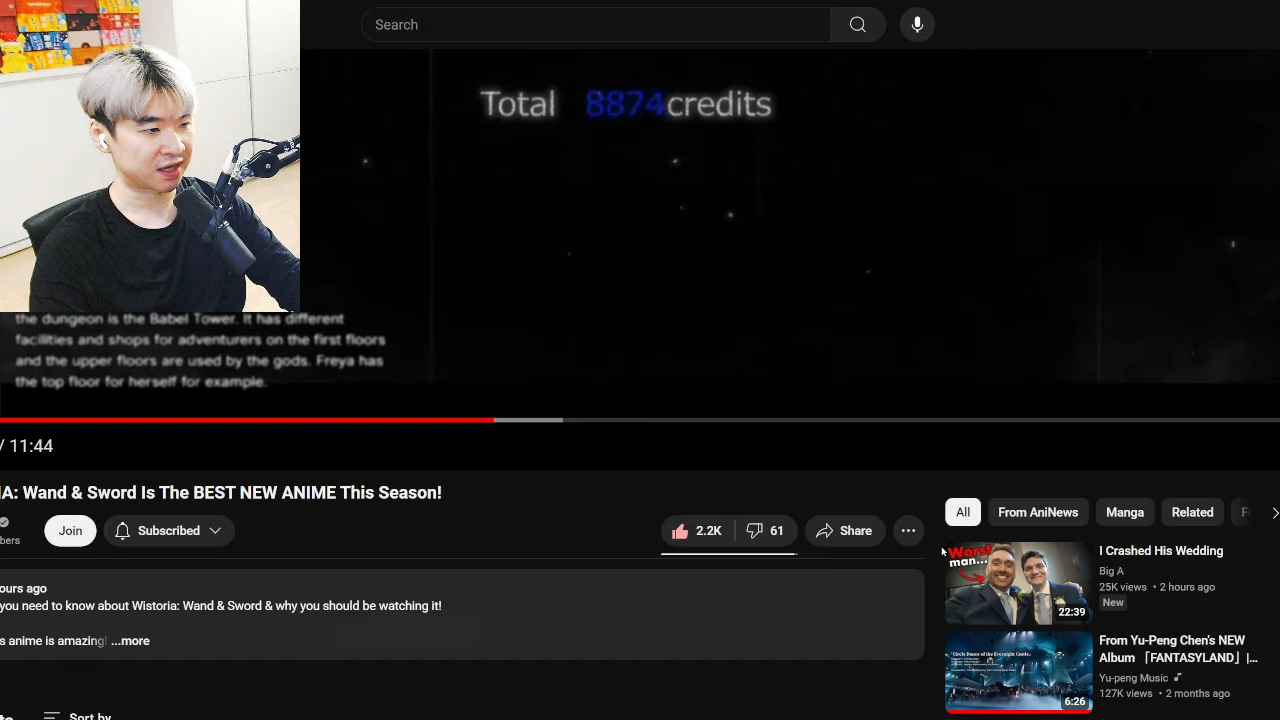 Search
Total 8874credits
the dungeon is the Babel Tower. It has different
facilities and shops for adventurers on the first floors
and the upper floors are used by the gods. Freya has
the top floor for herself for example.
/ 11:44
IA: Wand & Sword Is The BEST NEW ANIME This Season!
bers
Join
Subscribed
2.2K
61
Share
ours ago
you need to know about Wistoria: Wand & Sword & why you should be watching it!
s anime is amazing! ...more
Sort by
All
From AniNews
Manga
Related
Worst
man...
22:39
I Crashed His Wedding
Big A
25K views • 2 hours ago
New
6:26
From Yu-Peng Chen's NEW
Album 「FANTASYLAND」|...
Yu-peng Music
127K views • 2 months ago